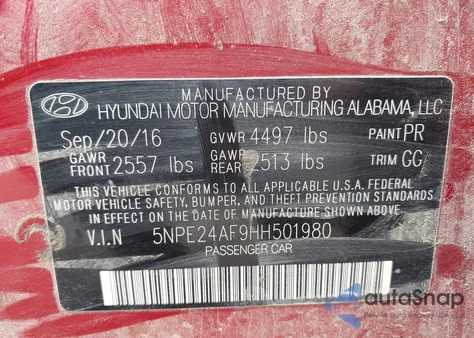 MANUFACTURED BY
HYUNDAI MOTOR MANUFACTURING ALABAMA, LLC
Sep/20/16 GVWR 4497 lbs PAINT PR
GAWR FRONT 2557 lbs GAWR REAR 2513 lbs TRIM GG
THIS VEHICLE CONFORMS TO ALL APPLICABLE U.S.A. FEDERAL
MOTOR VEHICLE SAFETY, BUMPER, AND THEFT PREVENTION STANDARDS
IN EFFECT ON THE DATE OF MANUFACTURE SHOWN ABOVE.
V.I.N 5NPE24AF9HH501980
PASSENGER CAR
autoSnap